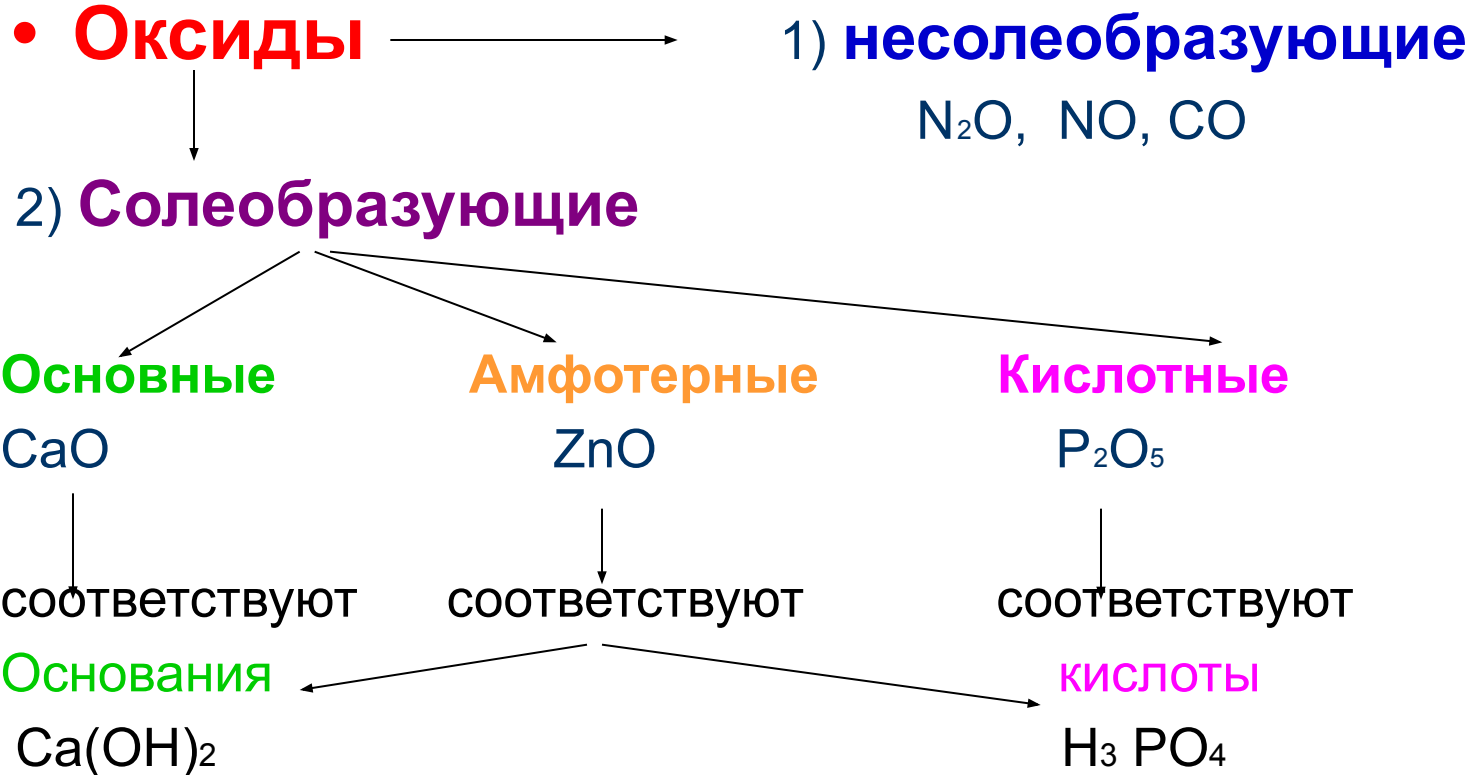 • Оксиды 1) несолеобразующие
N₂O, NO, CO
2) Солеобразующие
Основные Амфотерные Кислотные
CaO ZnO P₂O₅
соответствуют соответствуют соответствуют
Основания кислоты
Ca(OH)₂ H₃ PO₄